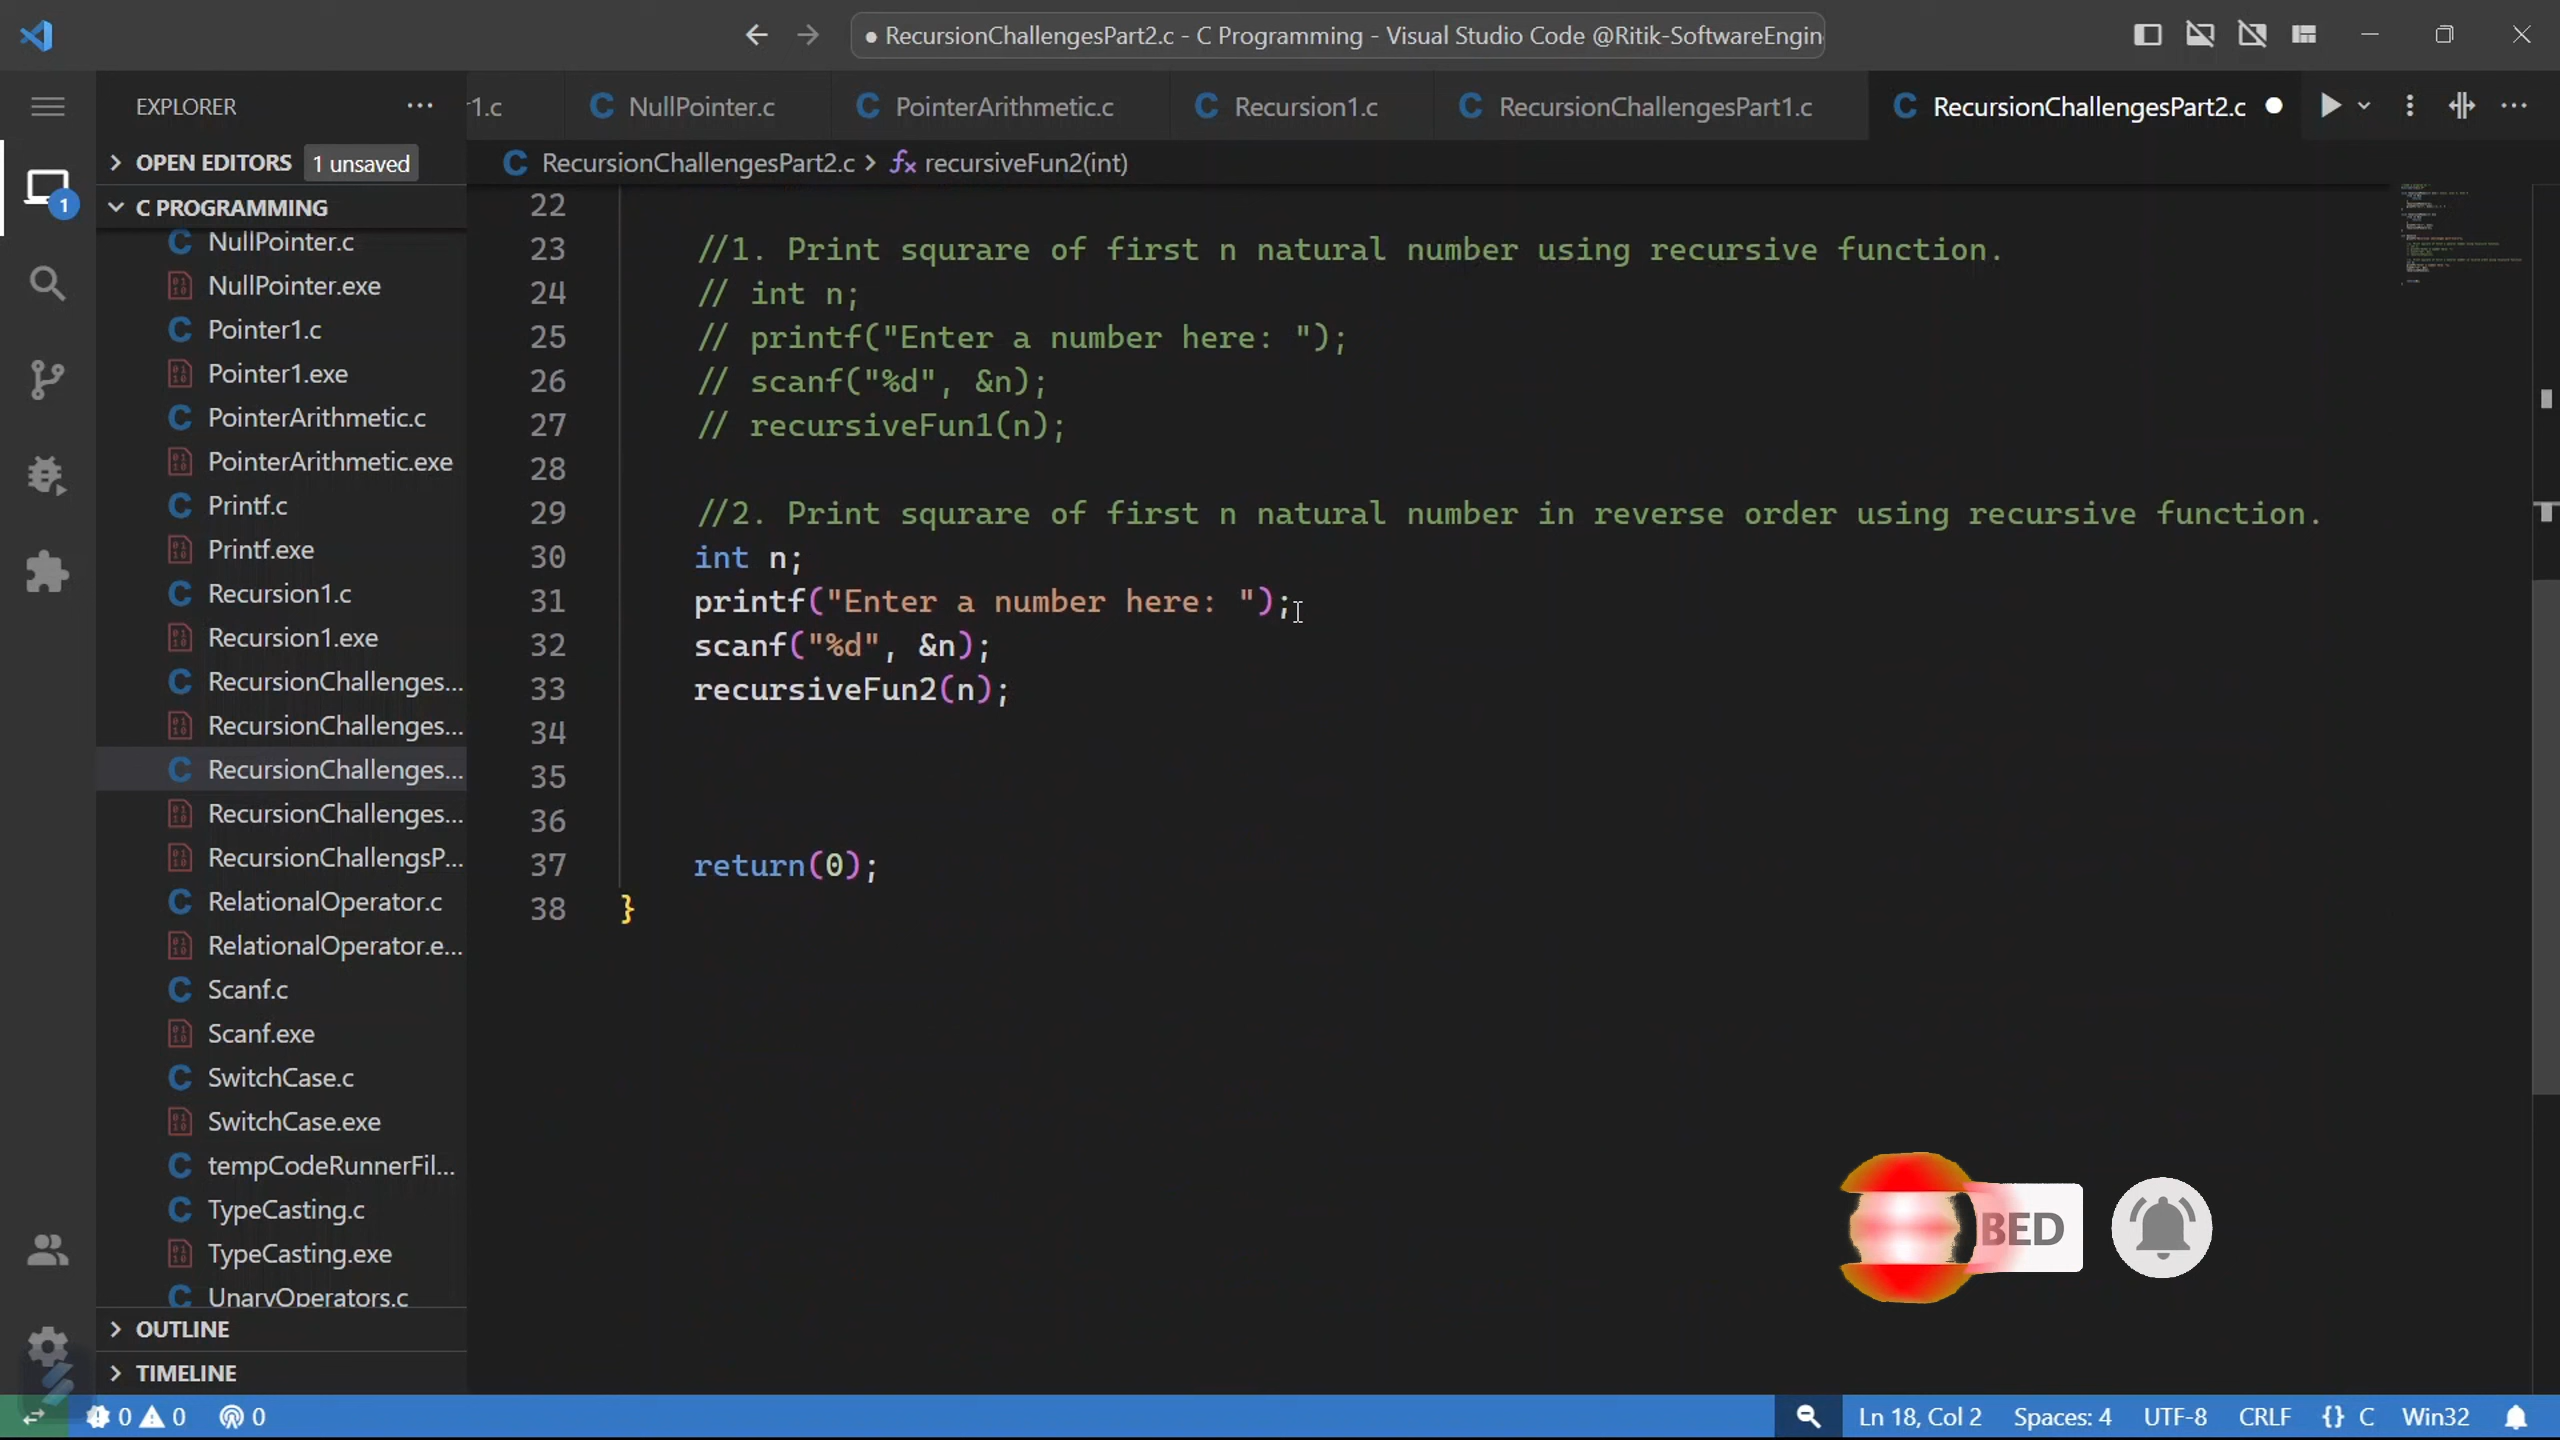 ● RecursionChallengesPart2.c - C Programming - Visual Studio Code @Ritik-SoftwareEngin
EXPLORER
r1.c
NullPointer.c
PointerArithmetic.c
Recursion1.c
RecursionChallengesPart1.c
RecursionChallengesPart2.c
OPEN EDITORS 1 unsaved
RecursionChallengesPart2.c > recursiveFun2(int)
C PROGRAMMING
NullPointer.c
NullPointer.exe
Pointer1.c
Pointer1.exe
PointerArithmetic.c
PointerArithmetic.exe
Printf.c
Printf.exe
Recursion1.c
Recursion1.exe
RecursionChallenges...
RecursionChallenges...
RecursionChallenges...
RecursionChallenges...
RecursionChallengsP...
RelationalOperator.c
RelationalOperator.e...
Scanf.c
Scanf.exe
SwitchCase.c
SwitchCase.exe
tempCodeRunnerFil...
TypeCasting.c
TypeCasting.exe
UnaryOperators.c
OUTLINE
TIMELINE
22
23 //1. Print squrare of first n natural number using recursive function.
24 // int n;
25 // printf("Enter a number here: ");
26 // scanf("%d", &n);
27 // recursiveFun1(n);
28
29 //2. Print squrare of first n natural number in reverse order using recursive function.
30 int n;
31 printf("Enter a number here: ");
32 scanf("%d", &n);
33 recursiveFun2(n);
34
35
36
37 return(0);
38 }
BED
1
0 0 0
Ln 18, Col 2 Spaces: 4 UTF-8 CRLF {} C Win32